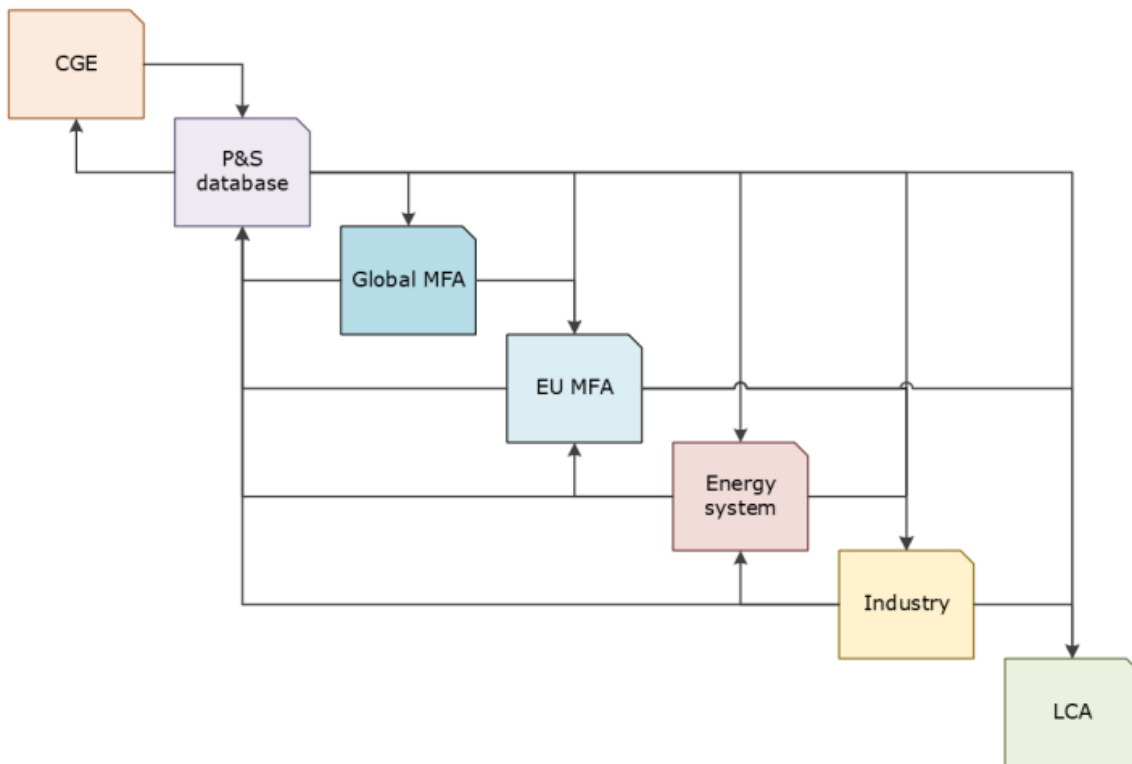 CGE
P&S
database
Global MFA
EU MFA
Energy
system
Industry
LCA